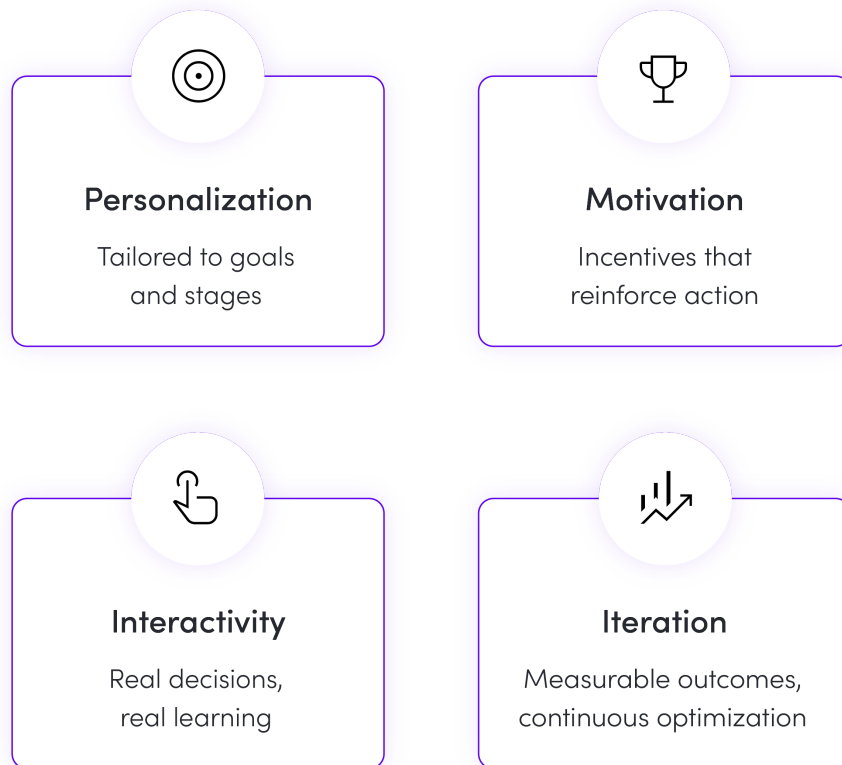 Personalization
Tailored to goals
and stages
Motivation
Incentives that
reinforce action
Interactivity
Real decisions,
real learning
Iteration
Measurable outcomes,
continuous optimization